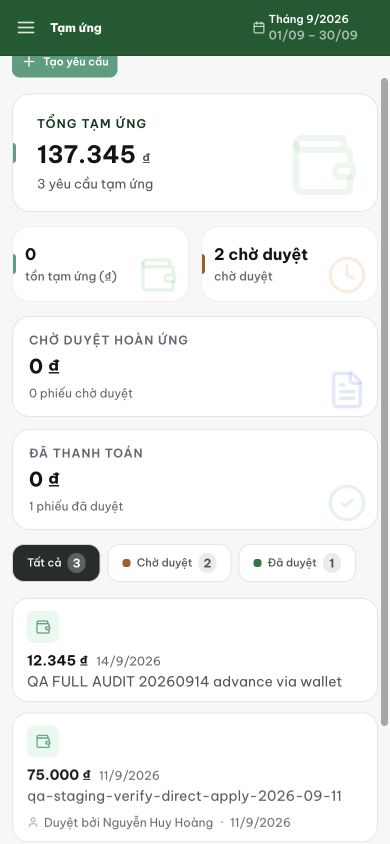 Tạm ứng
Tháng 9/2026
01/09 – 30/09
Tạo yêu cầu
TỔNG TẠM ỨNG
137.345 ₫
3 yêu cầu tạm ứng
0
tồn tạm ứng (₫)
2 chờ duyệt
chờ duyệt
CHỜ DUYỆT HOÀN ỨNG
0 ₫
0 phiếu chờ duyệt
ĐÃ THANH TOÁN
0 ₫
1 phiếu đã duyệt
Tất cả 3
Chờ duyệt 2
Đã duyệt 1
12.345 ₫ 14/9/2026
QA FULL AUDIT 20260914 advance via wallet
75.000 ₫ 11/9/2026
qa-staging-verify-direct-apply-2026-09-11
Duyệt bởi Nguyễn Huy Hoàng · 11/9/2026